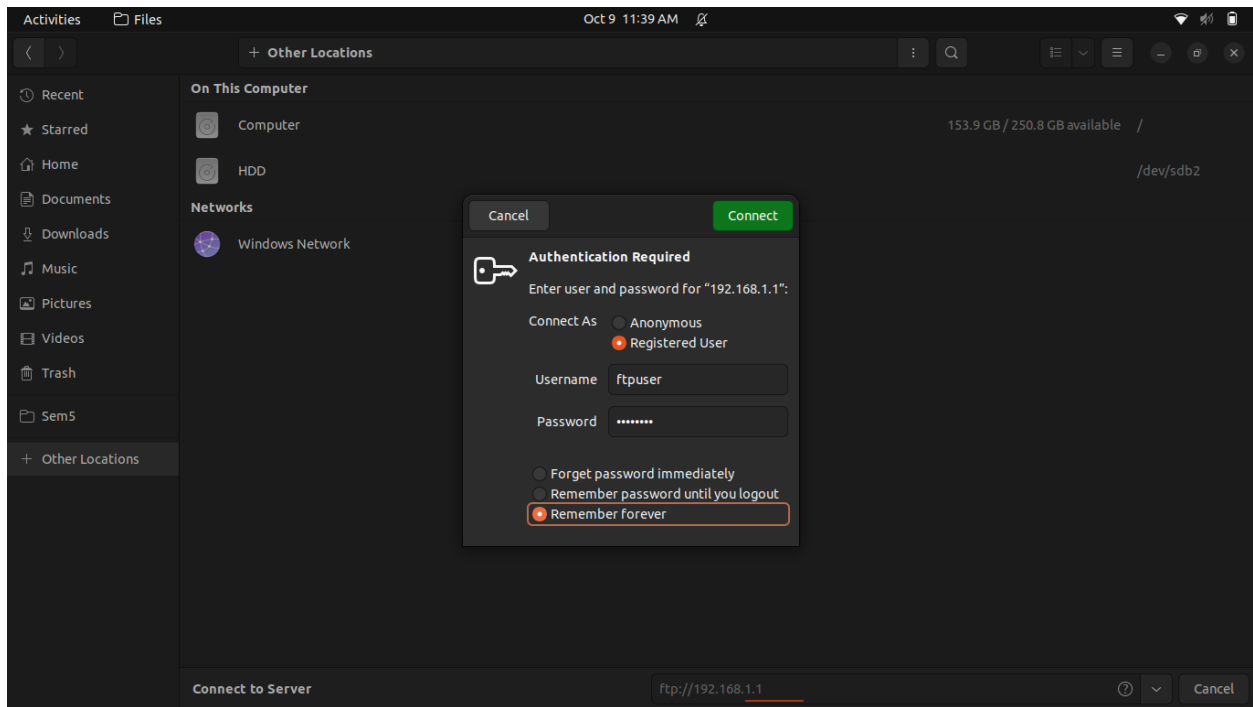 Activities Files Oct 9 11:39 AM
+ Other Locations
Recent
Starred
Home
Documents
Downloads
Music
Pictures
Videos
Trash
Sem5
+ Other Locations
On This Computer
Computer 153.9 GB / 250.8 GB available /
HDD /dev/sdb2
Networks
Windows Network
Cancel Connect
Authentication Required
Enter user and password for “192.168.1.1”:
Connect As Anonymous
Registered User
Username ftpuser
Password ••••••••
Forget password immediately
Remember password until you logout
Remember forever
Connect to Server ftp://192.168.1.1 ? Cancel